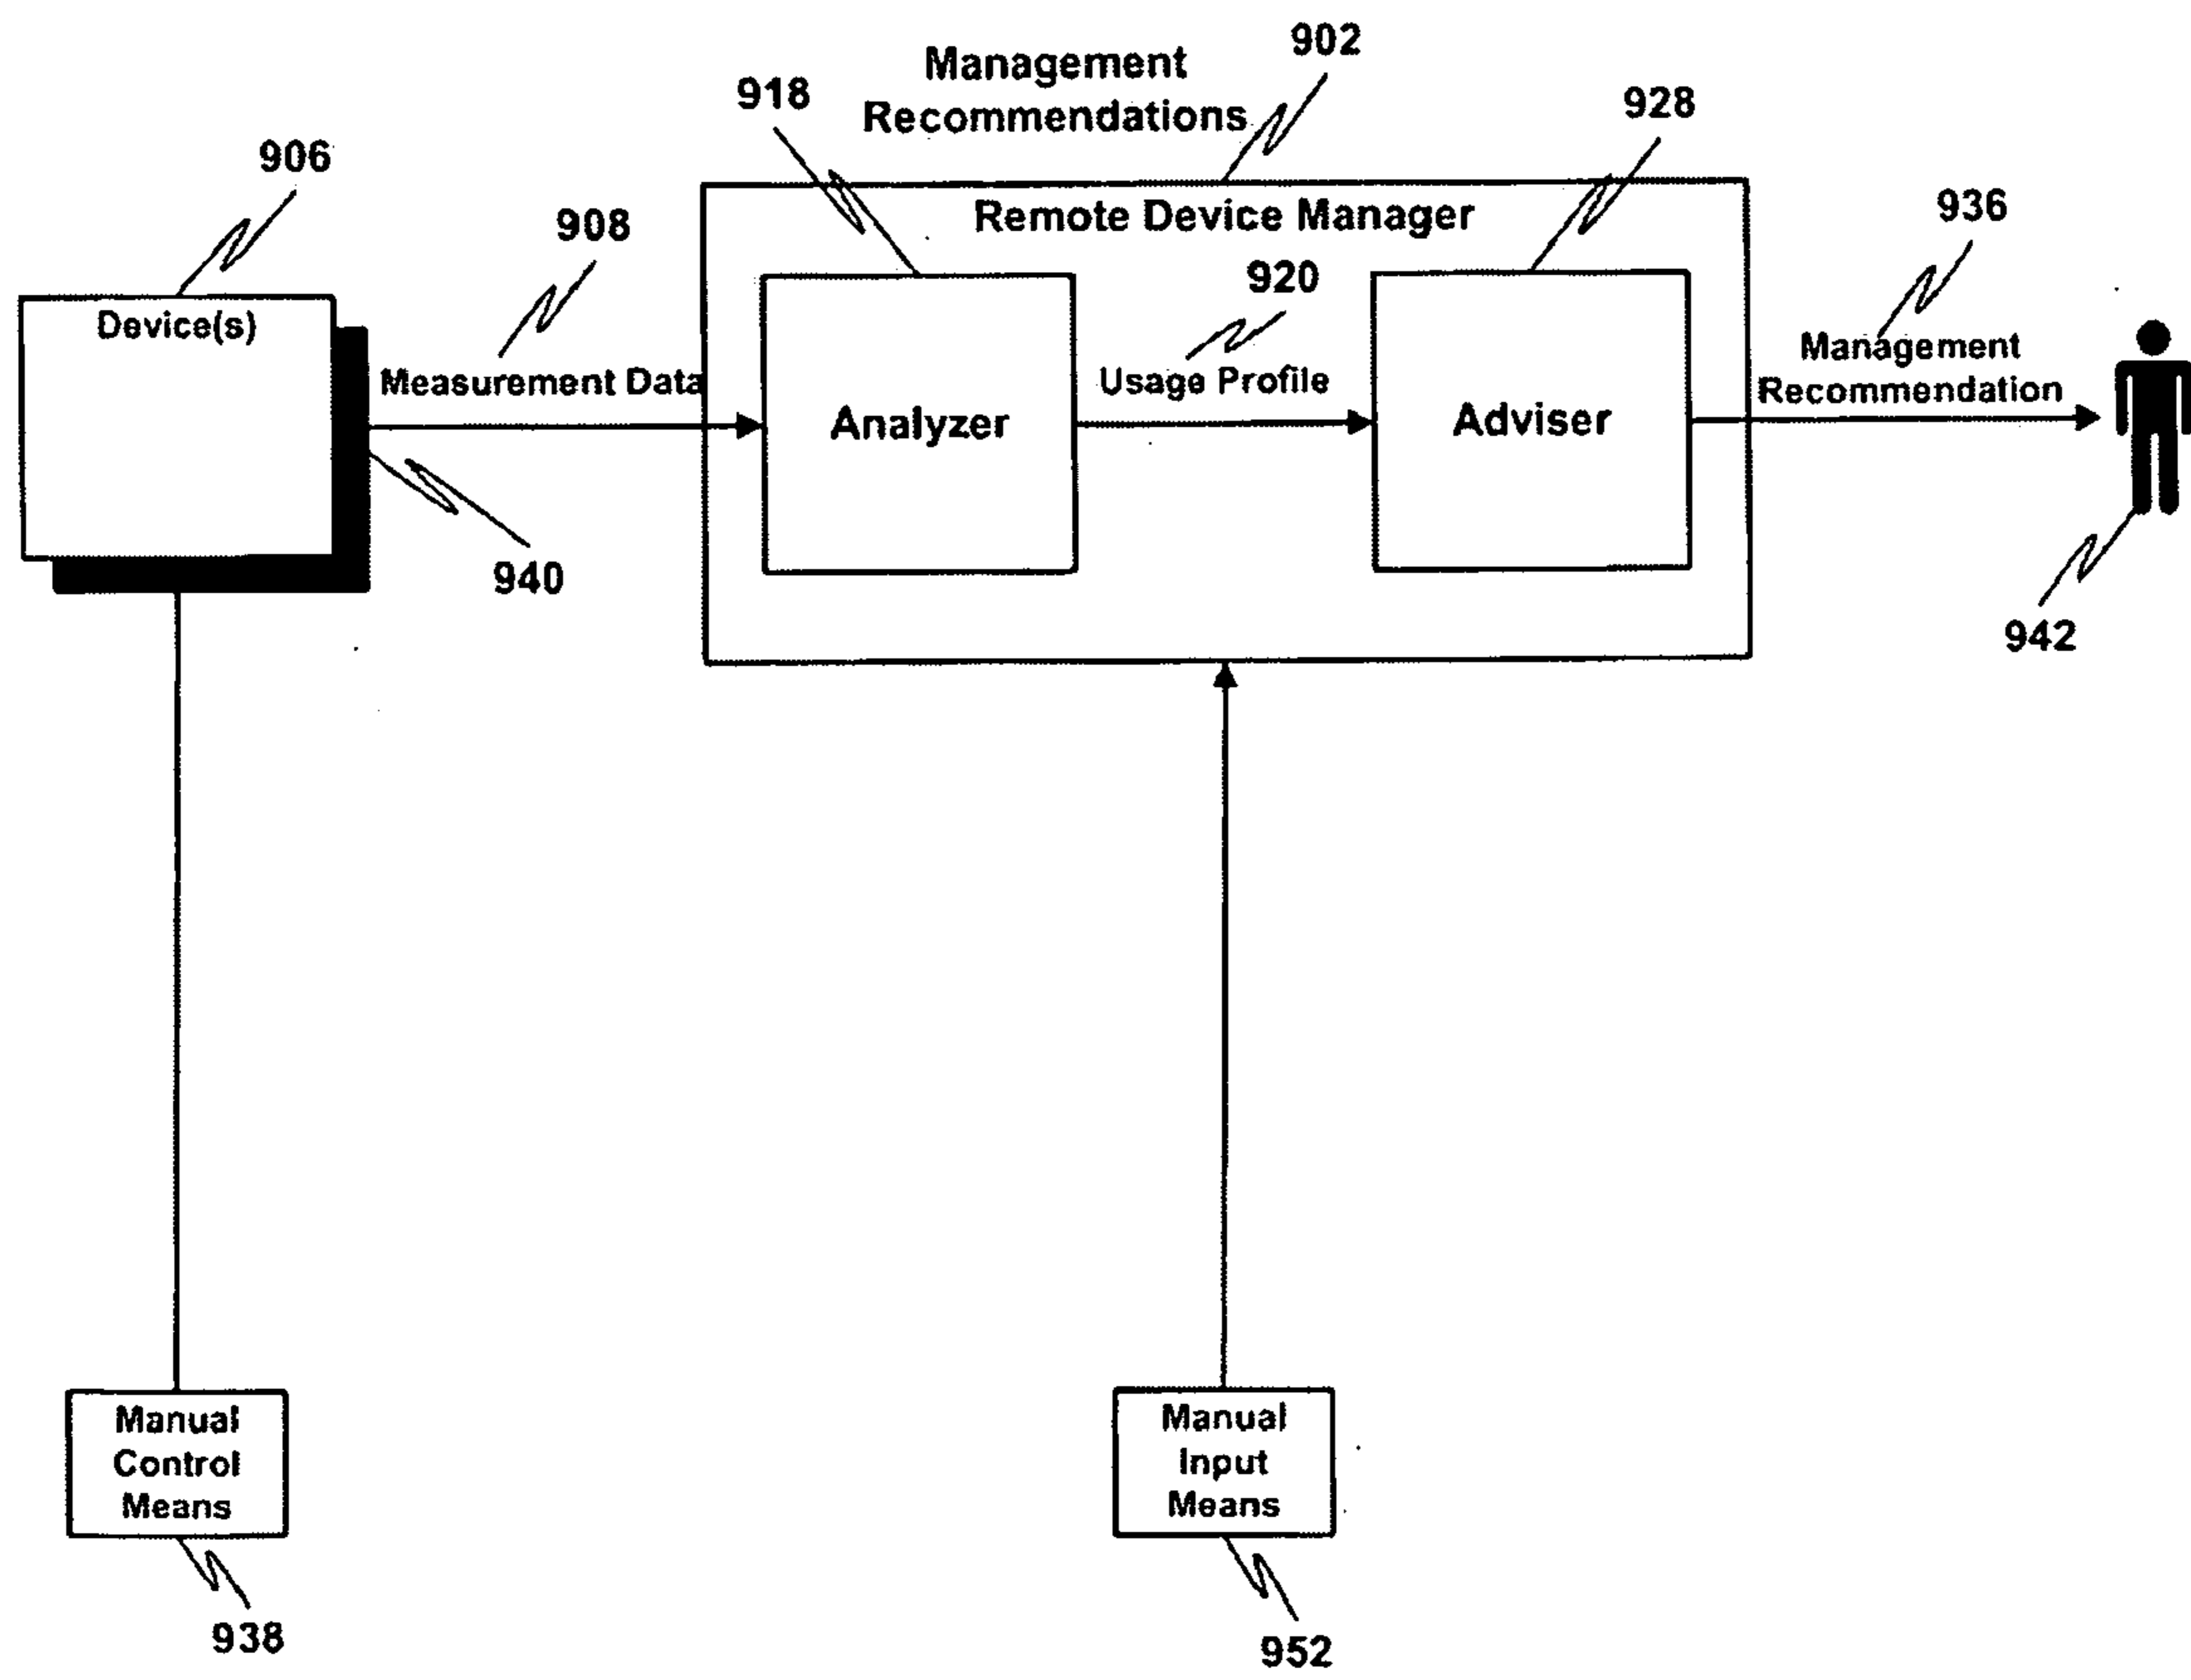 902
Management
Recommendations
918
928
906
936
908
Remote Device Manager
920
Device(s)
Measurement Data
Analyzer
Usage Profile
Adviser
Management
Recommendation
940
942
Manual
Control
Means
Manual
Input
Means
938
952